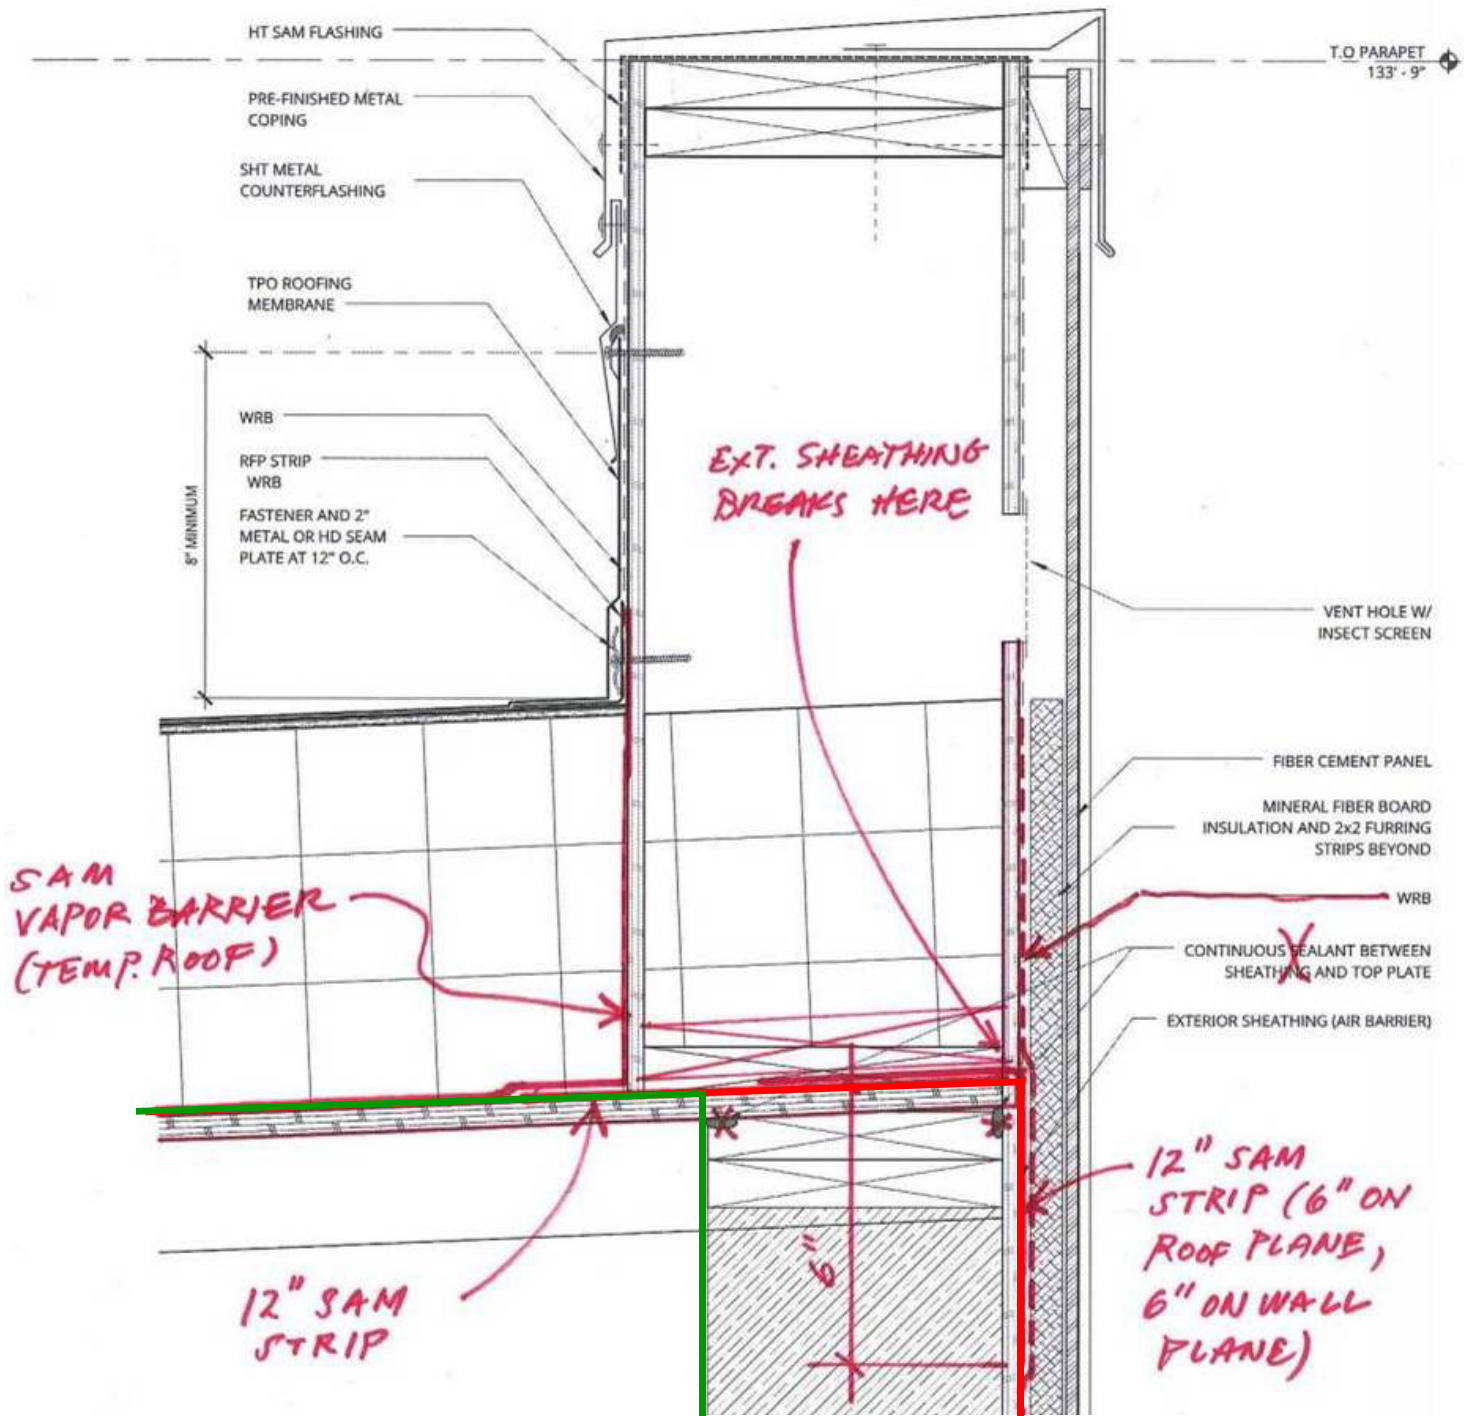 HT SAM FLASHING
PRE-FINISHED METAL
COPING
SHT METAL
COUNTERFLASHING
TPO ROOFING
MEMBRANE
WRB
RFP STRIP
WRB
FASTENER AND 2"
METAL OR HD SEAM
PLATE AT 12" O.C.
8" MINIMUM
T.O PARAPET
133' - 9"
EXT. SHEATHING
BREAKS HERE
VENT HOLE W/
INSECT SCREEN
FIBER CEMENT PANEL
MINERAL FIBER BOARD
INSULATION AND 2x2 FURRING
STRIPS BEYOND
WRB
CONTINUOUS SEALANT BETWEEN
SHEATHING AND TOP PLATE
EXTERIOR SHEATHING (AIR BARRIER)
SAM
VAPOR BARRIER
(TEMP. ROOF)
12" SAM
STRIP
6"
12" SAM
STRIP (6" ON
ROOF PLANE,
6" ON WALL
PLANE)